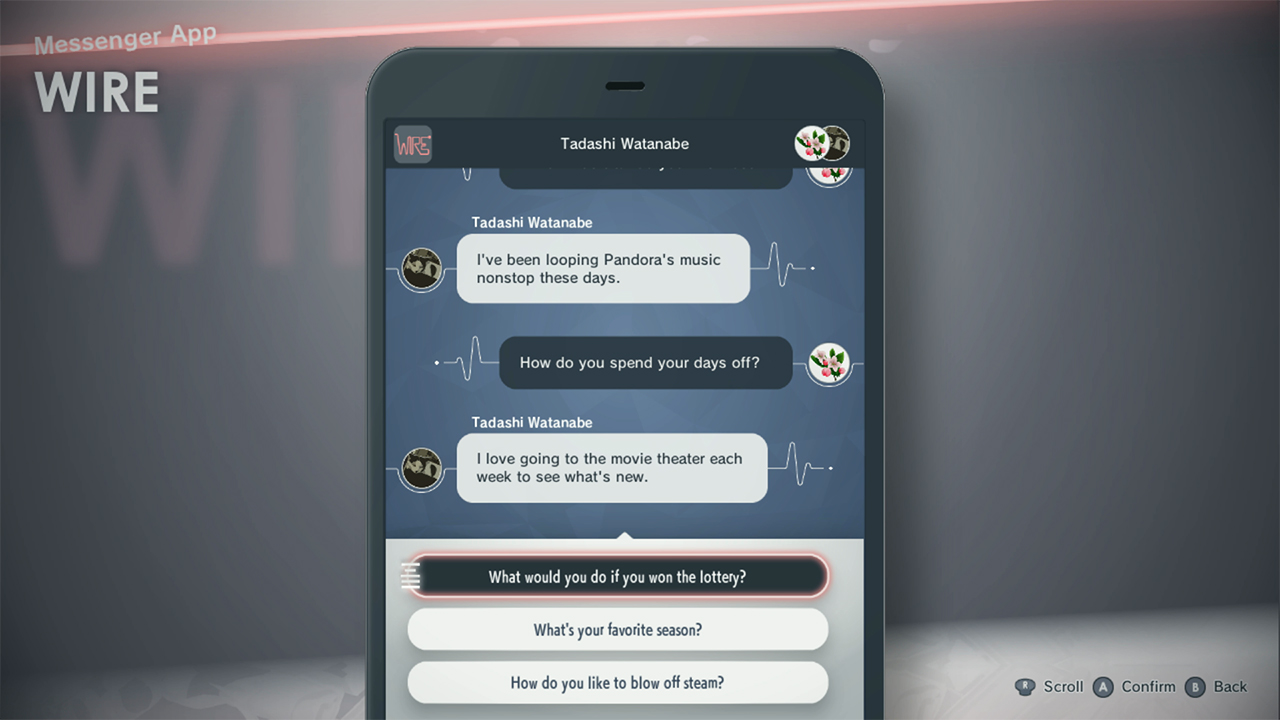 Messenger App
WIRE
WIRE
Tadashi Watanabe
Tadashi Watanabe
I've been looping Pandora's music
nonstop these days.
How do you spend your days off?
Tadashi Watanabe
I love going to the movie theater each
week to see what's new.
What would you do if you won the lottery?
What's your favorite season?
How do you like to blow off steam?
R Scroll A Confirm B Back